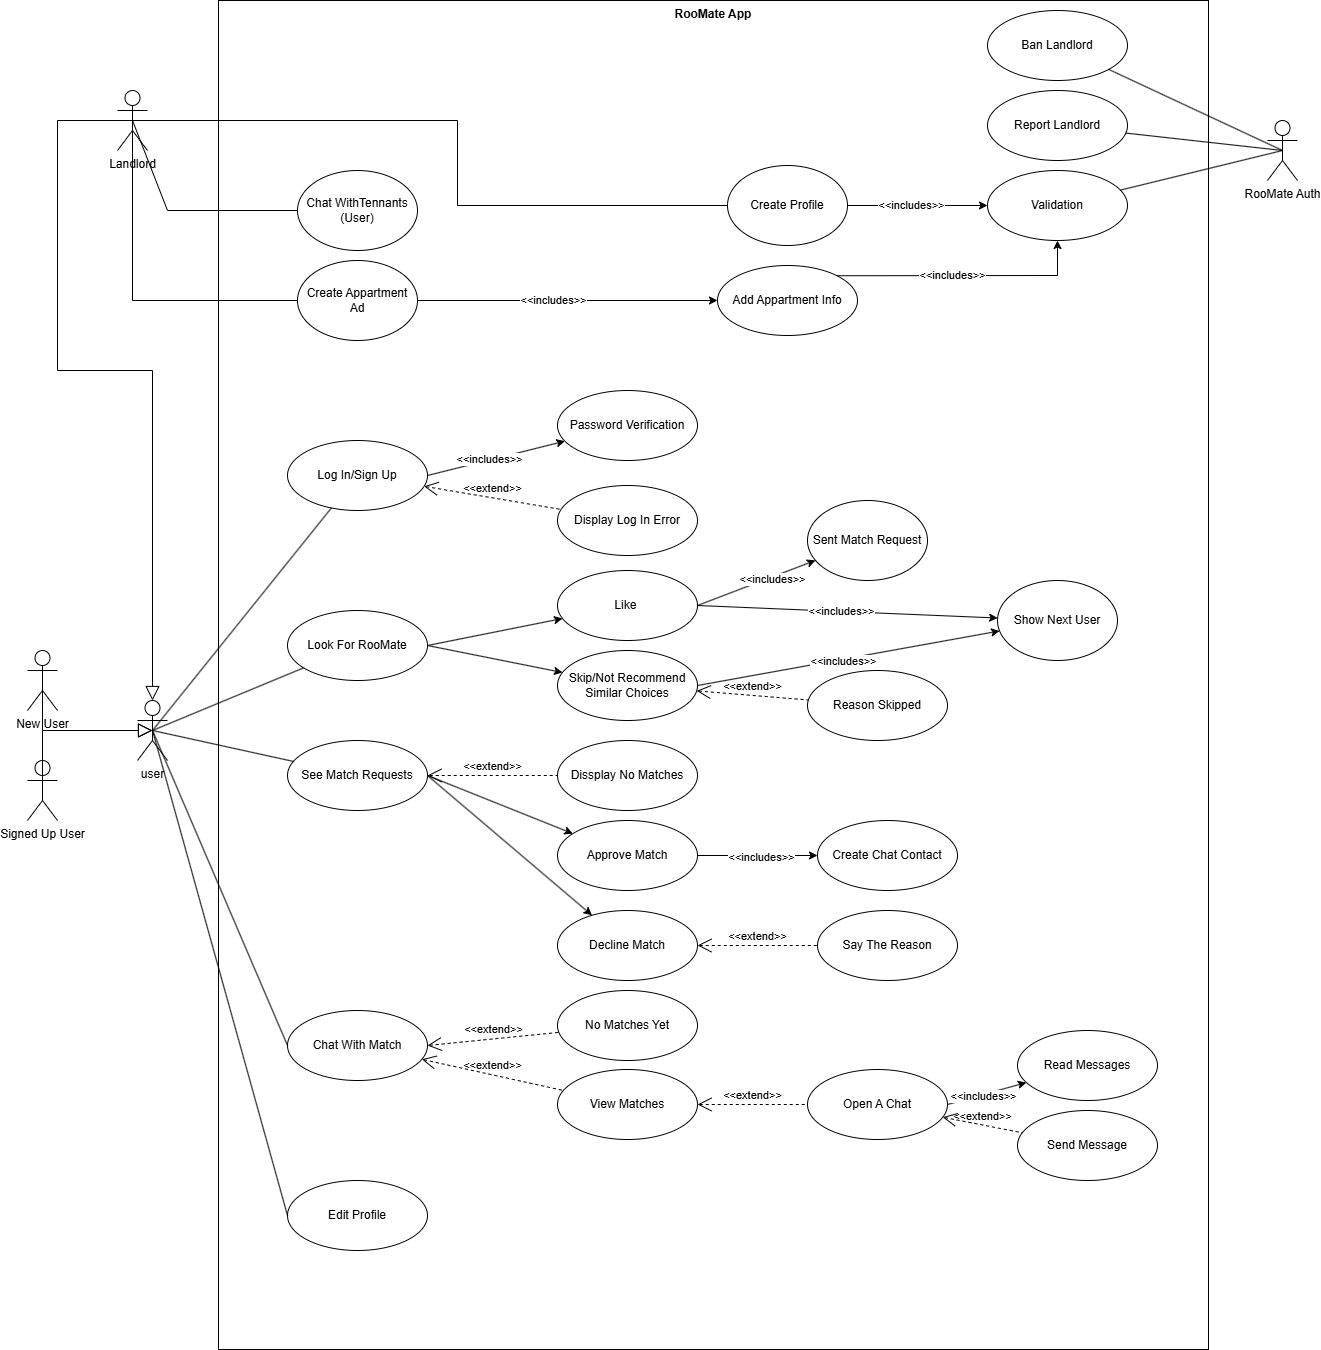 RooMate App
Ban Landlord
Report Landlord
Landlord
RooMate Auth
Chat WithTennants
(User)
Create Profile
<<includes>>
Validation
<<includes>>
Create Appartment
Ad
<<includes>>
Add Appartment Info
Password Verification
<<includes>>
Log In/Sign Up
<<extend>>
Display Log In Error
Sent Match Request
<<includes>>
Like
<<includes>>
Show Next User
Look For RooMate
<<includes>>
Skip/Not Recommend
Similar Choices
<<extend>>
Reason Skipped
New User
user
Signed Up User
See Match Requests
<<extend>>
Dissplay No Matches
Approve Match
<<includes>>
Create Chat Contact
Decline Match
<<extend>>
Say The Reason
No Matches Yet
<<extend>>
Chat With Match
<<extend>>
View Matches
<<extend>>
Open A Chat
Read Messages
<<includes>>
<<extend>>
Send Message
Edit Profile